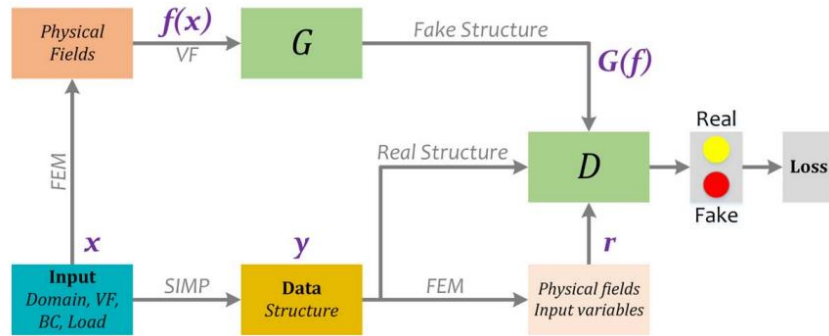 Physical
Fields
f(x)
VF
G
Fake Structure
G(f)
FEM
Real Structure
D
Real
Fake
Loss
x
y
r
Input
Domain, VF,
BC, Load
SIMP
Data
Structure
FEM
Physical fields
Input variables